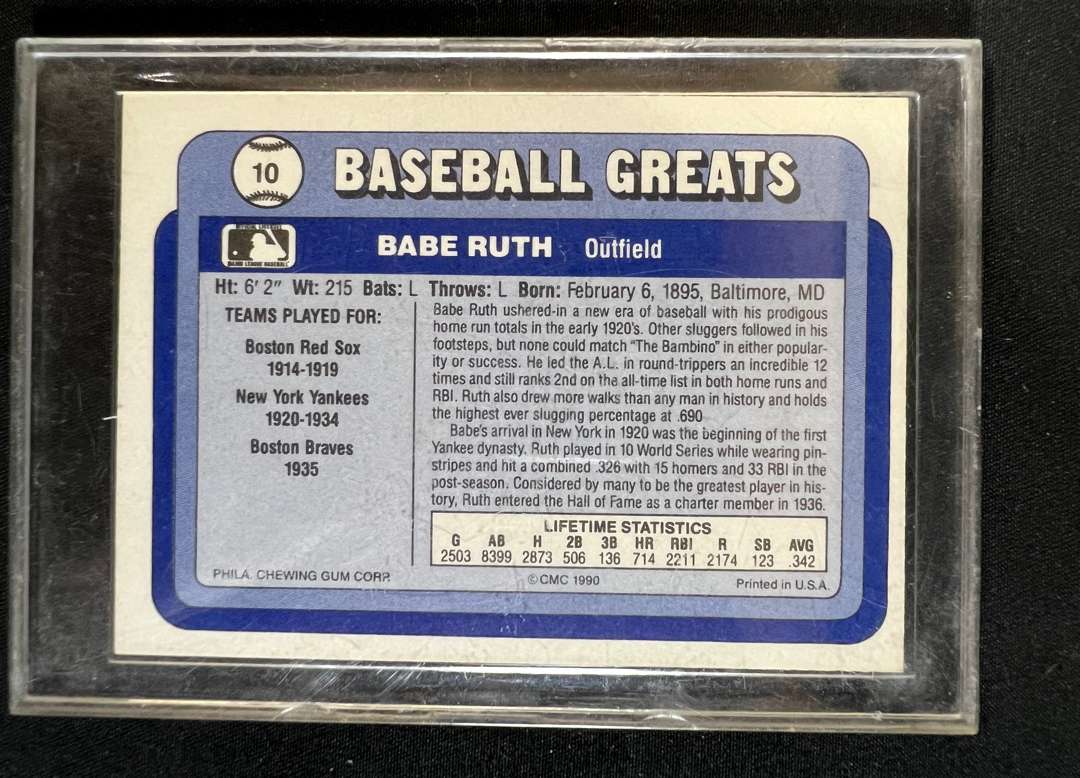 10
BASEBALL GREATS
BABE RUTH Outfield
Ht: 6' 2" Wt: 215 Bats: L Throws: L Born: February 6, 1895, Baltimore, MD
TEAMS PLAYED FOR:
Boston Red Sox
1914-1919
New York Yankees
1920-1934
Boston Braves
1935
Babe Ruth ushered-in a new era of baseball with his prodigous
home run totals in the early 1920's. Other sluggers followed in his
footsteps, but none could match "The Bambino" in either popular-
ity or success. He led the A.L. in round-trippers an incredible 12
times and still ranks 2nd on the all-time list in both home runs and
RBI. Ruth also drew more walks than any man in history and holds
the highest ever slugging percentage at .690
Babe's arrival in New York in 1920 was the beginning of the first
Yankee dynasty. Ruth played in 10 World Series while wearing pin-
stripes and hit a combined .326 with 15 homers and 33 RBI in the
post-season. Considered by many to be the greatest player in his-
tory, Ruth entered the Hall of Fame as a charter member in 1936.
LIFETIME STATISTICS
G AB H 2B 3B HR RBI R SB AVG
2503 8399 2873 506 136 714 2211 2174 123 .342
PHILA. CHEWING GUM CORP. ©CMC 1990 Printed in U.S.A.